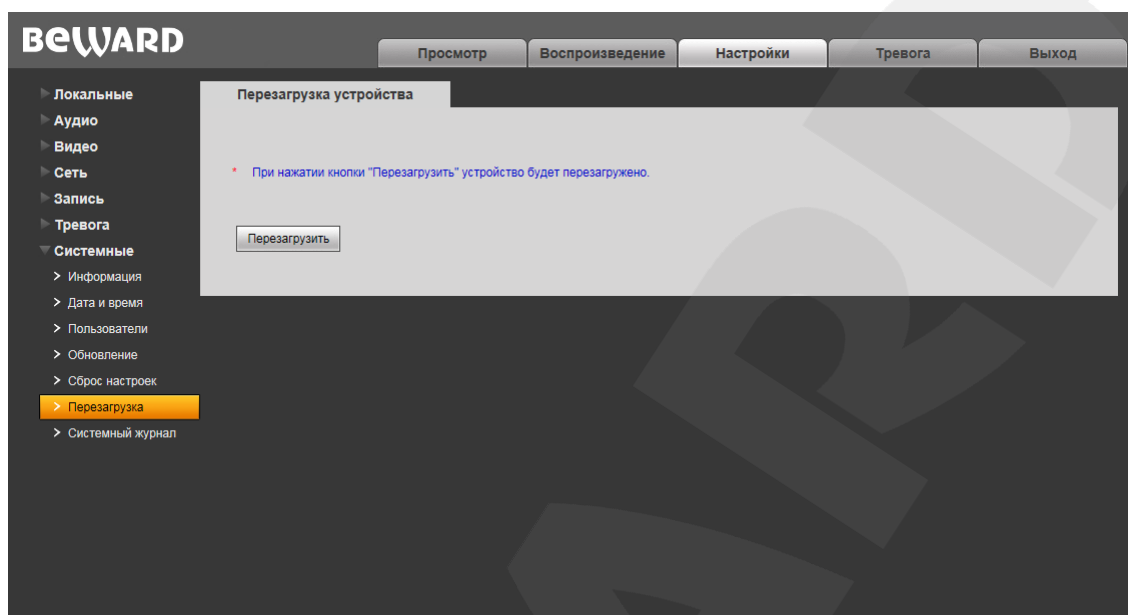 BEWARD
Просмотр Воспроизведение Настройки Тревога Выход
Локальные
Аудио
Видео
Сеть
Запись
Тревога
Системные
Информация
Дата и время
Пользователи
Обновление
Сброс настроек
Перезагрузка
Системный журнал
Перезагрузка устройства
* При нажатии кнопки "Перезагрузить" устройство будет перезагружено.
Перезагрузить